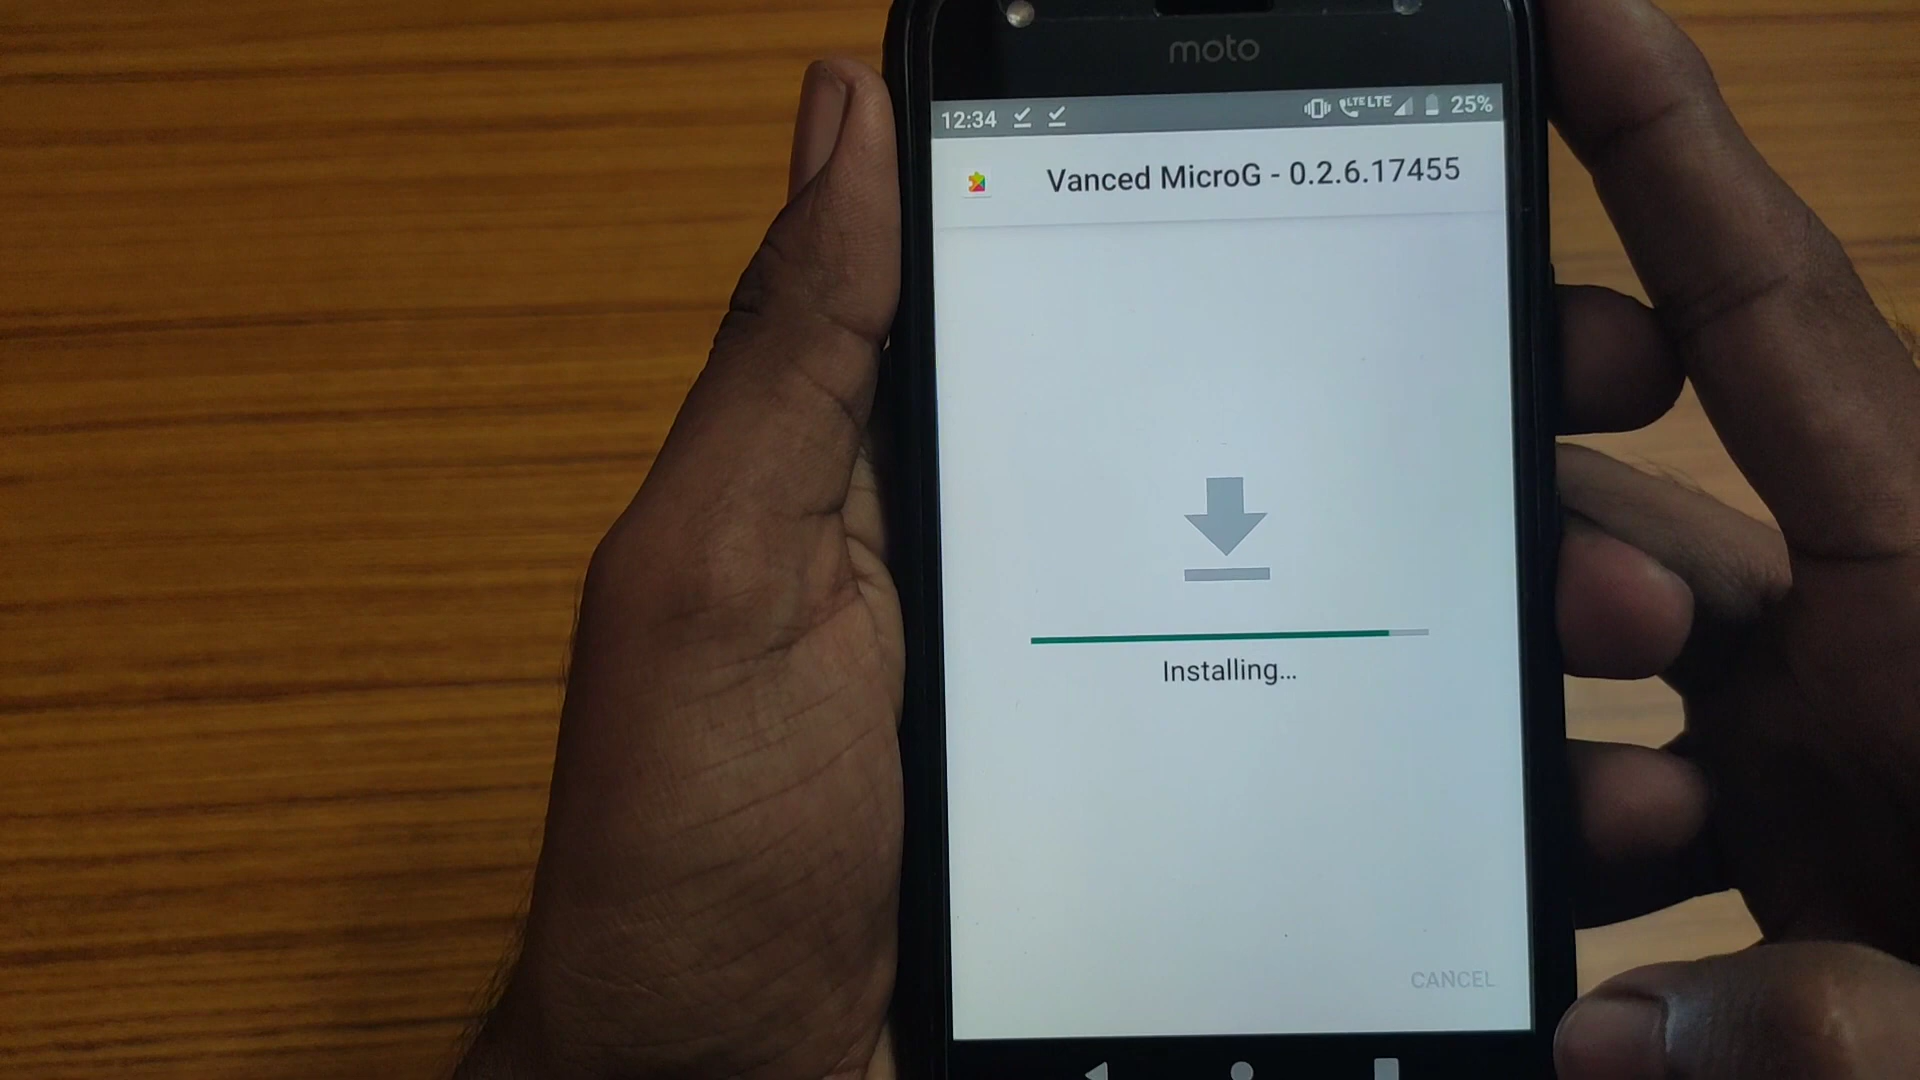 moto
12:34 LTE LTE 25%
Vanced MicroG - 0.2.6.17455
Installing...
CANCEL